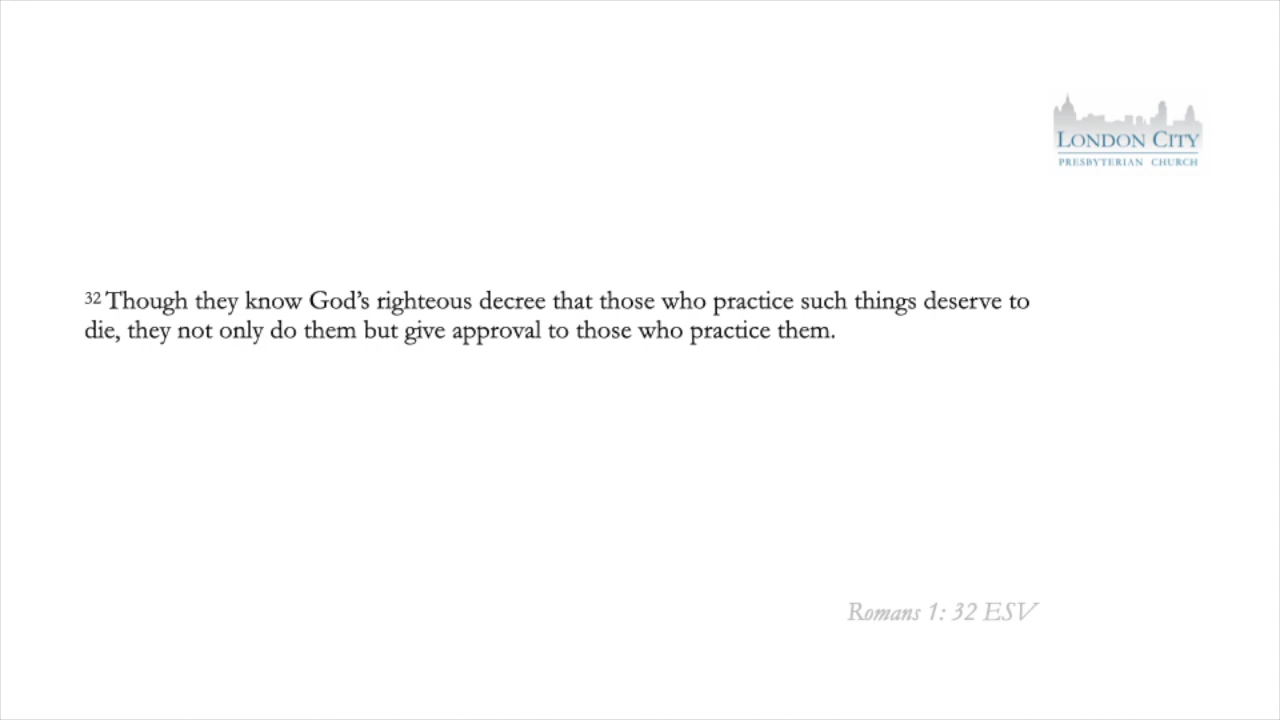 LONDON CITY
PRESBYTERIAN CHURCH
32 Though they know God’s righteous decree that those who practice such things deserve to
die, they not only do them but give approval to those who practice them.
Romans 1: 32 ESV